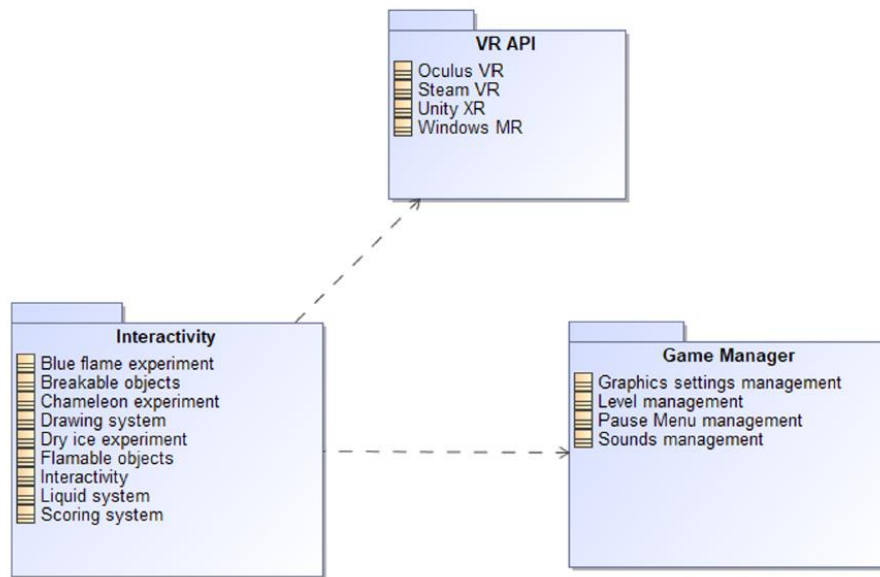 VR API
Oculus VR
Steam VR
Unity XR
Windows MR
Interactivity
Blue flame experiment
Breakable objects
Chameleon experiment
Drawing system
Dry ice experiment
Flamable objects
Interactivity
Liquid system
Scoring system
Game Manager
Graphics settings management
Level management
Pause Menu management
Sounds management